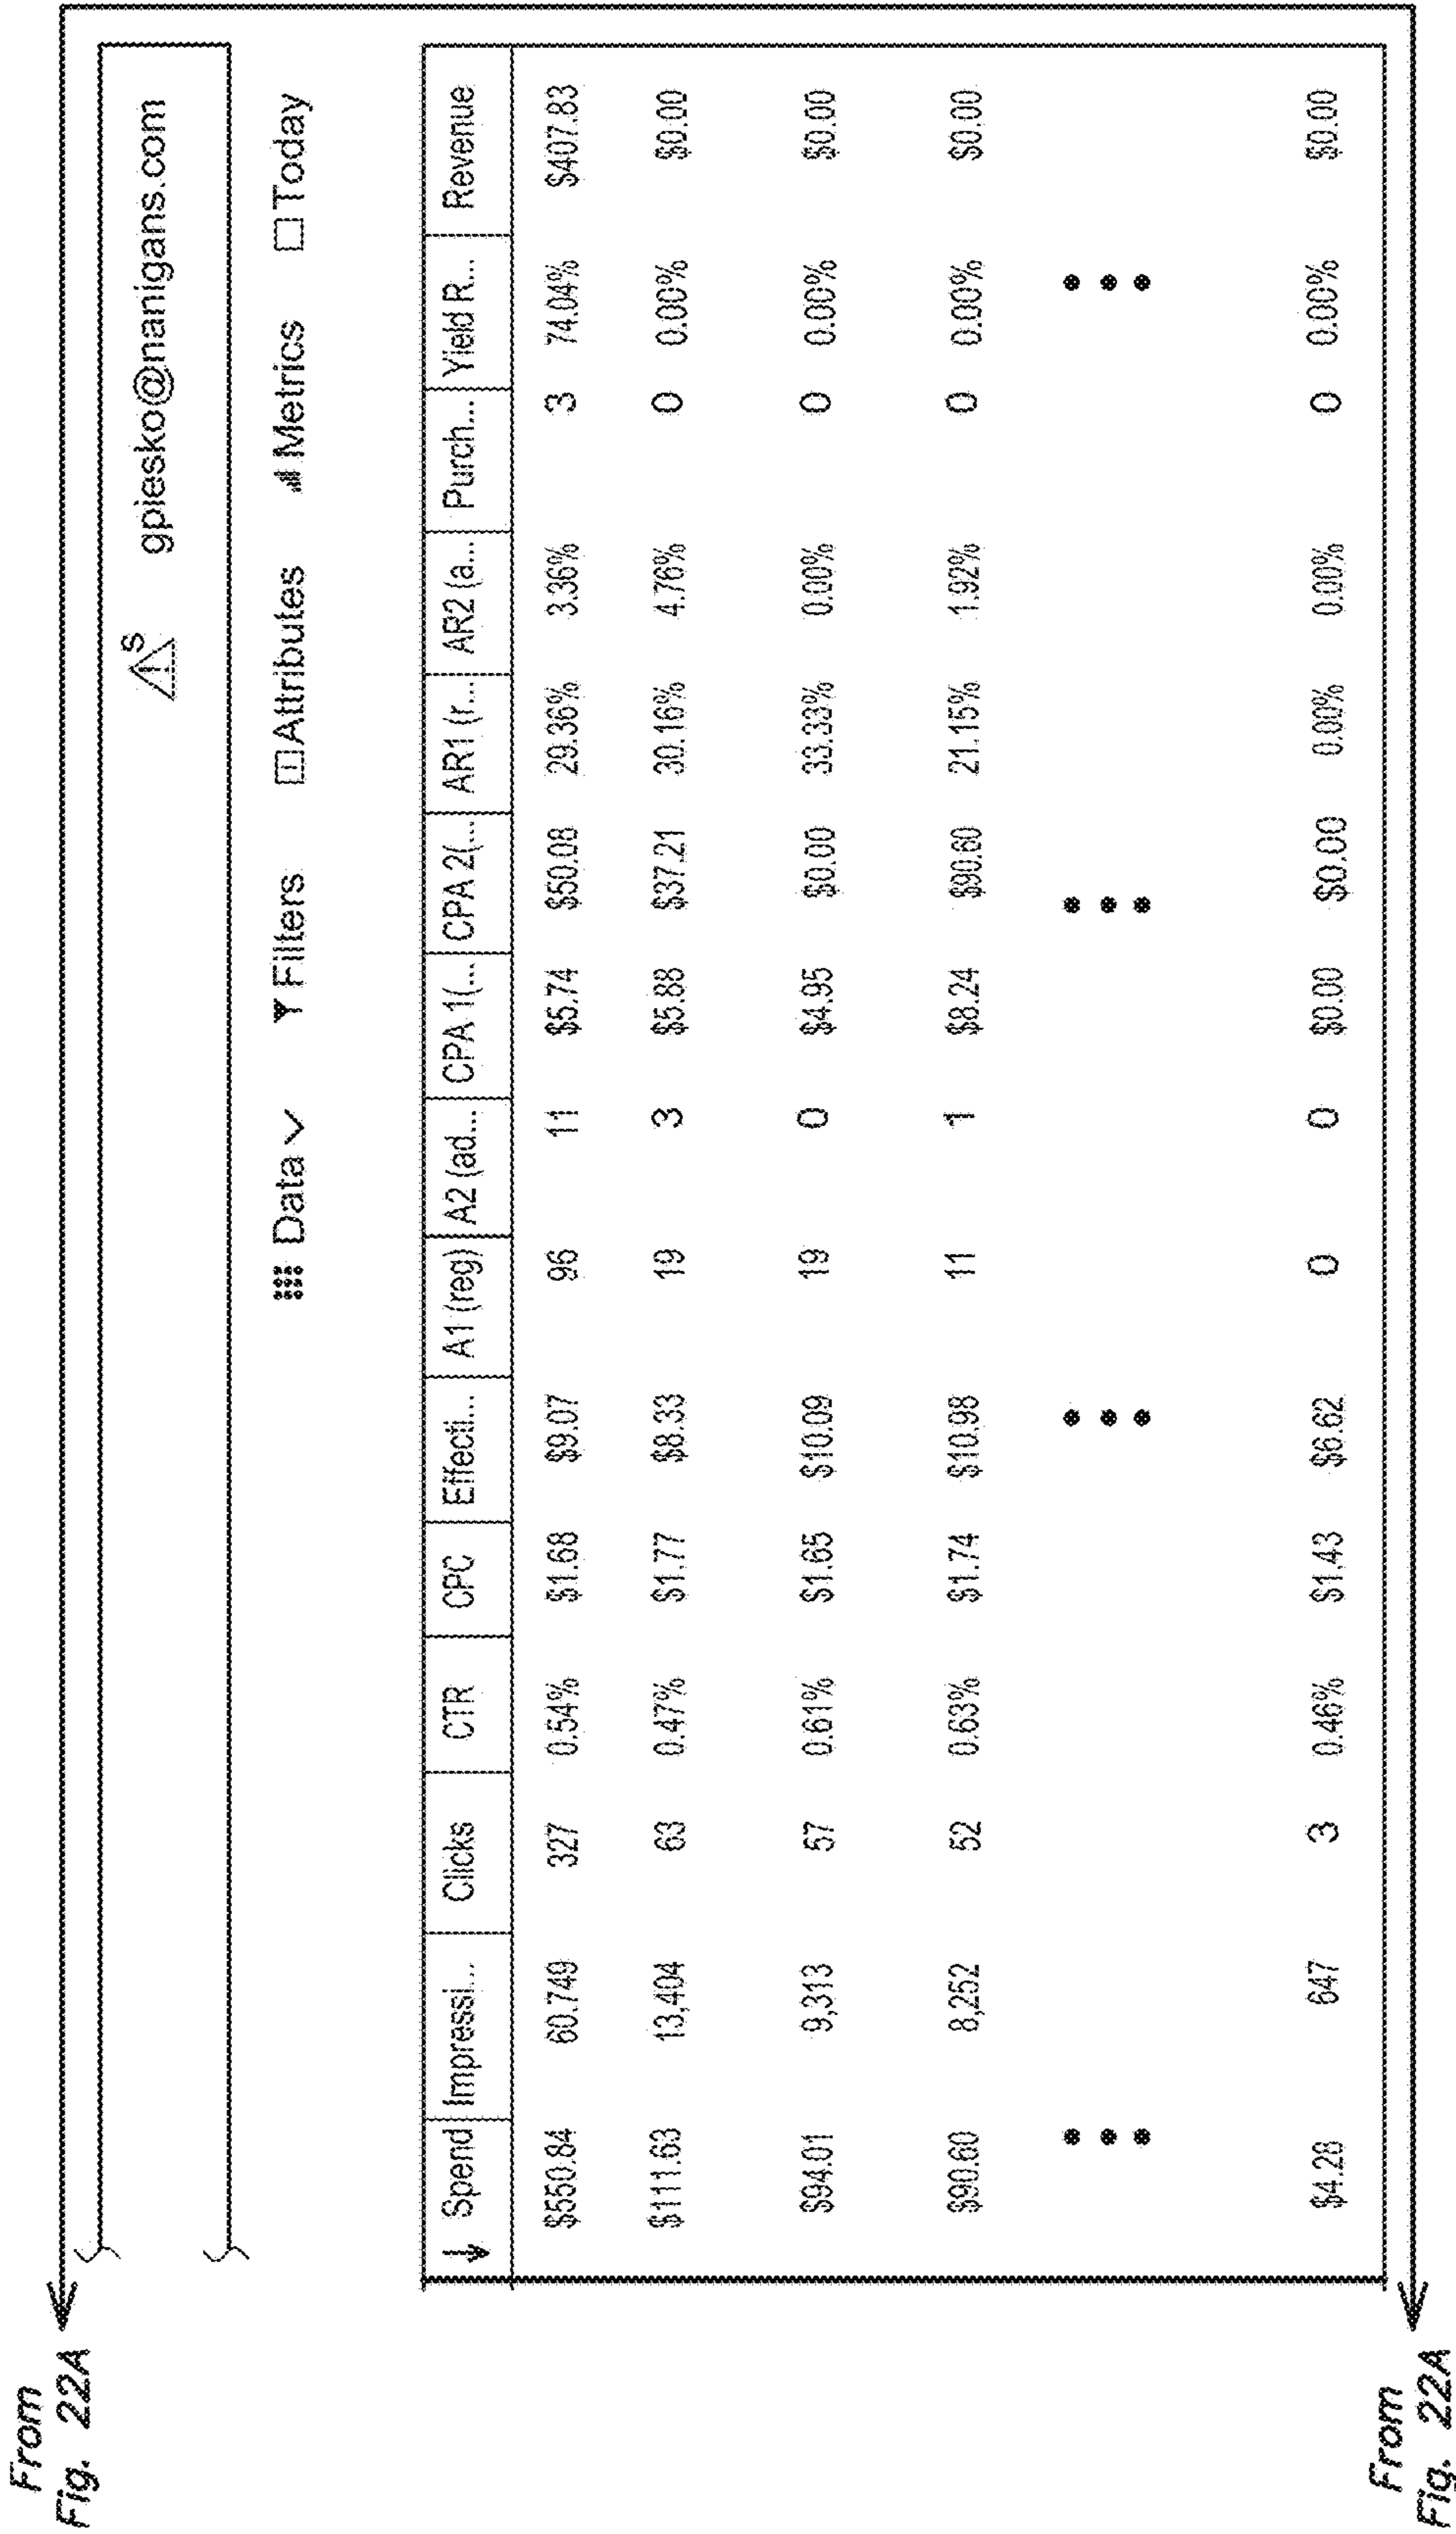 From
Fig. 22A
gpiesko@nanigans.com
Data Filters Attributes Metrics Today
Spend Impressi... Clicks CTR CPC Effecti... A1 (reg) A2 (ad... CPA 1(... CPA 2(... AR1 (r... AR2 (a... Purch... Yield R... Revenue
$550.84 60.749 327 0.54% $1.68 $9.07 96 11 $5.74 $50.08 29.36% 3.36% 3 74.04% $407.83
$111.63 13,404 63 0.47% $1.77 $8.33 19 3 $5.88 $37.21 30.16% 4.76% 0 0.00% $0.00
$94.01 9,313 57 0.61% $1.65 $10.09 19 0 $4.95 $0.00 33.33% 0.00% 0 0.00% $0.00
$90.60 8,252 52 0.63% $1.74 $10.98 11 1 $8.24 $90.60 21.15% 1.92% 0 0.00% $0.00
$4.28 647 3 0.46% $1.43 $6.62 0 0 $0.00 $0.00 0.00% 0.00% 0 0.00% $0.00
From
Fig. 22A